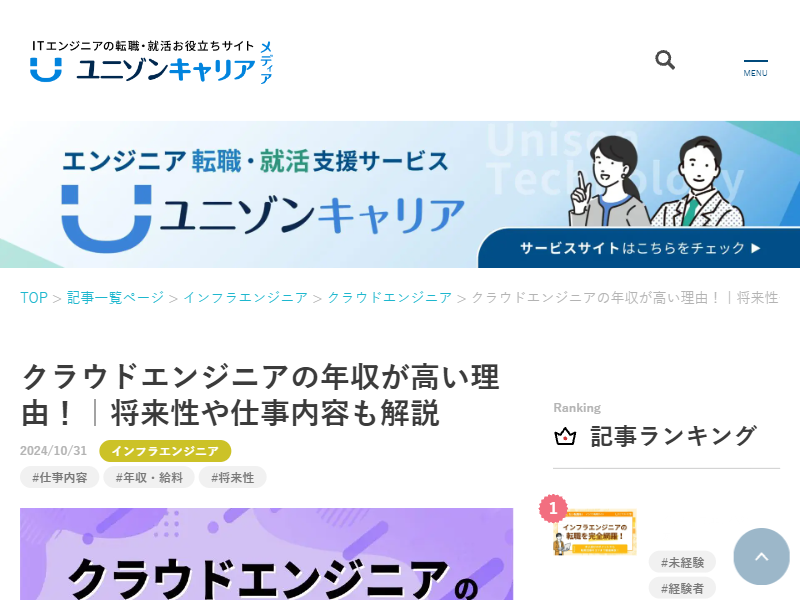 ITエンジニアの転職・就活お役立ちサイト
ユニゾンキャリア
メディア
MENU
Unison
Technology
エンジニア転職・就活支援サービス
ユニゾンキャリア
サービスサイトはこちらをチェック ▶
TOP > 記事一覧ページ > インフラエンジニア > クラウドエンジニア > クラウドエンジニアの年収が高い理由！｜将来性
クラウドエンジニアの年収が高い理
由！｜将来性や仕事内容も解説
2024/10/31 インフラエンジニア
#仕事内容 #年収・給料 #将来性
クラウドエンジニアの
Ranking
記事ランキング
1
インフラエンジニアの
転職を完全網羅！
#未経験
#経験者